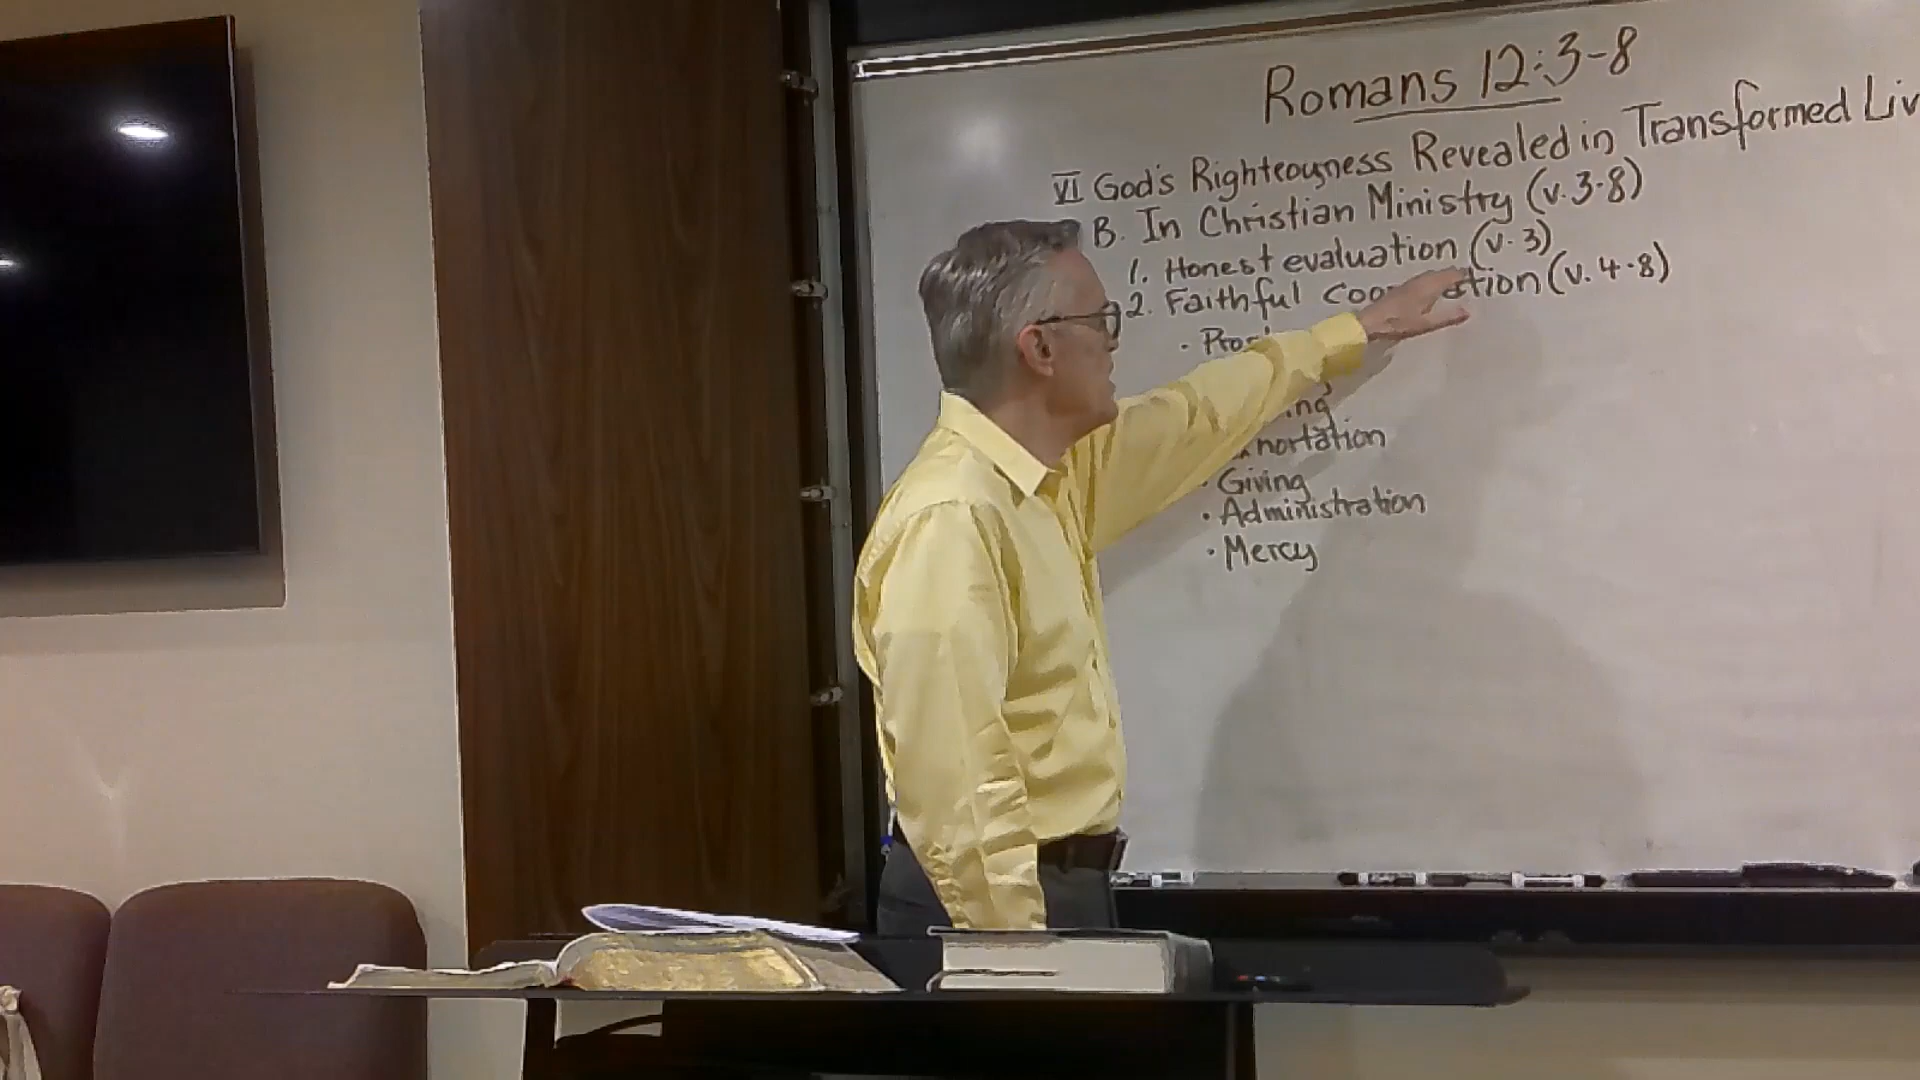 Romans 12:3-8
VI God's Righteousness Revealed in Transformed Liv
B. In Christian Ministry (v. 3-8)
1. Honest evaluation (v. 3)
2. Faithful (v. 4-8)
• Giving
• Administration
• Mercy